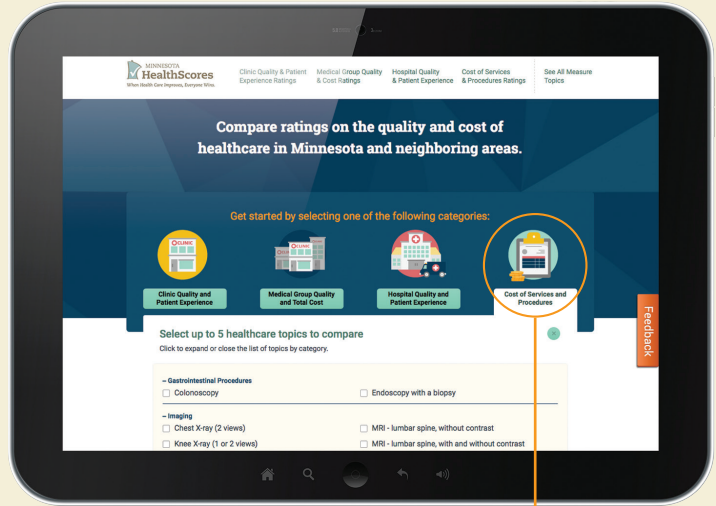 MINNESOTA
HealthScores
When Health Care Improves, Everyone Wins.
Clinic Quality & Patient
Experience Ratings
Medical Group Quality
& Cost Ratings
Hospital Quality
& Patient Experience
Cost of Services
& Procedures Ratings
See All Measure
Topics
Compare ratings on the quality and cost of
healthcare in Minnesota and neighboring areas.
Get started by selecting one of the following categories:
CLINIC
CLINIC
Clinic Quality and
Patient Experience
Medical Group Quality
and Total Cost
Hospital Quality and
Patient Experience
Cost of Services and
Procedures
Feedback
Select up to 5 healthcare topics to compare
Click to expand or close the list of topics by category.
– Gastrointestinal Procedures
Colonoscopy
Endoscopy with a biopsy
– Imaging
Chest X-ray (2 views)
MRI - lumbar spine, without contrast
Knee X-ray (1 or 2 views)
MRI - lumbar spine, with and without contrast